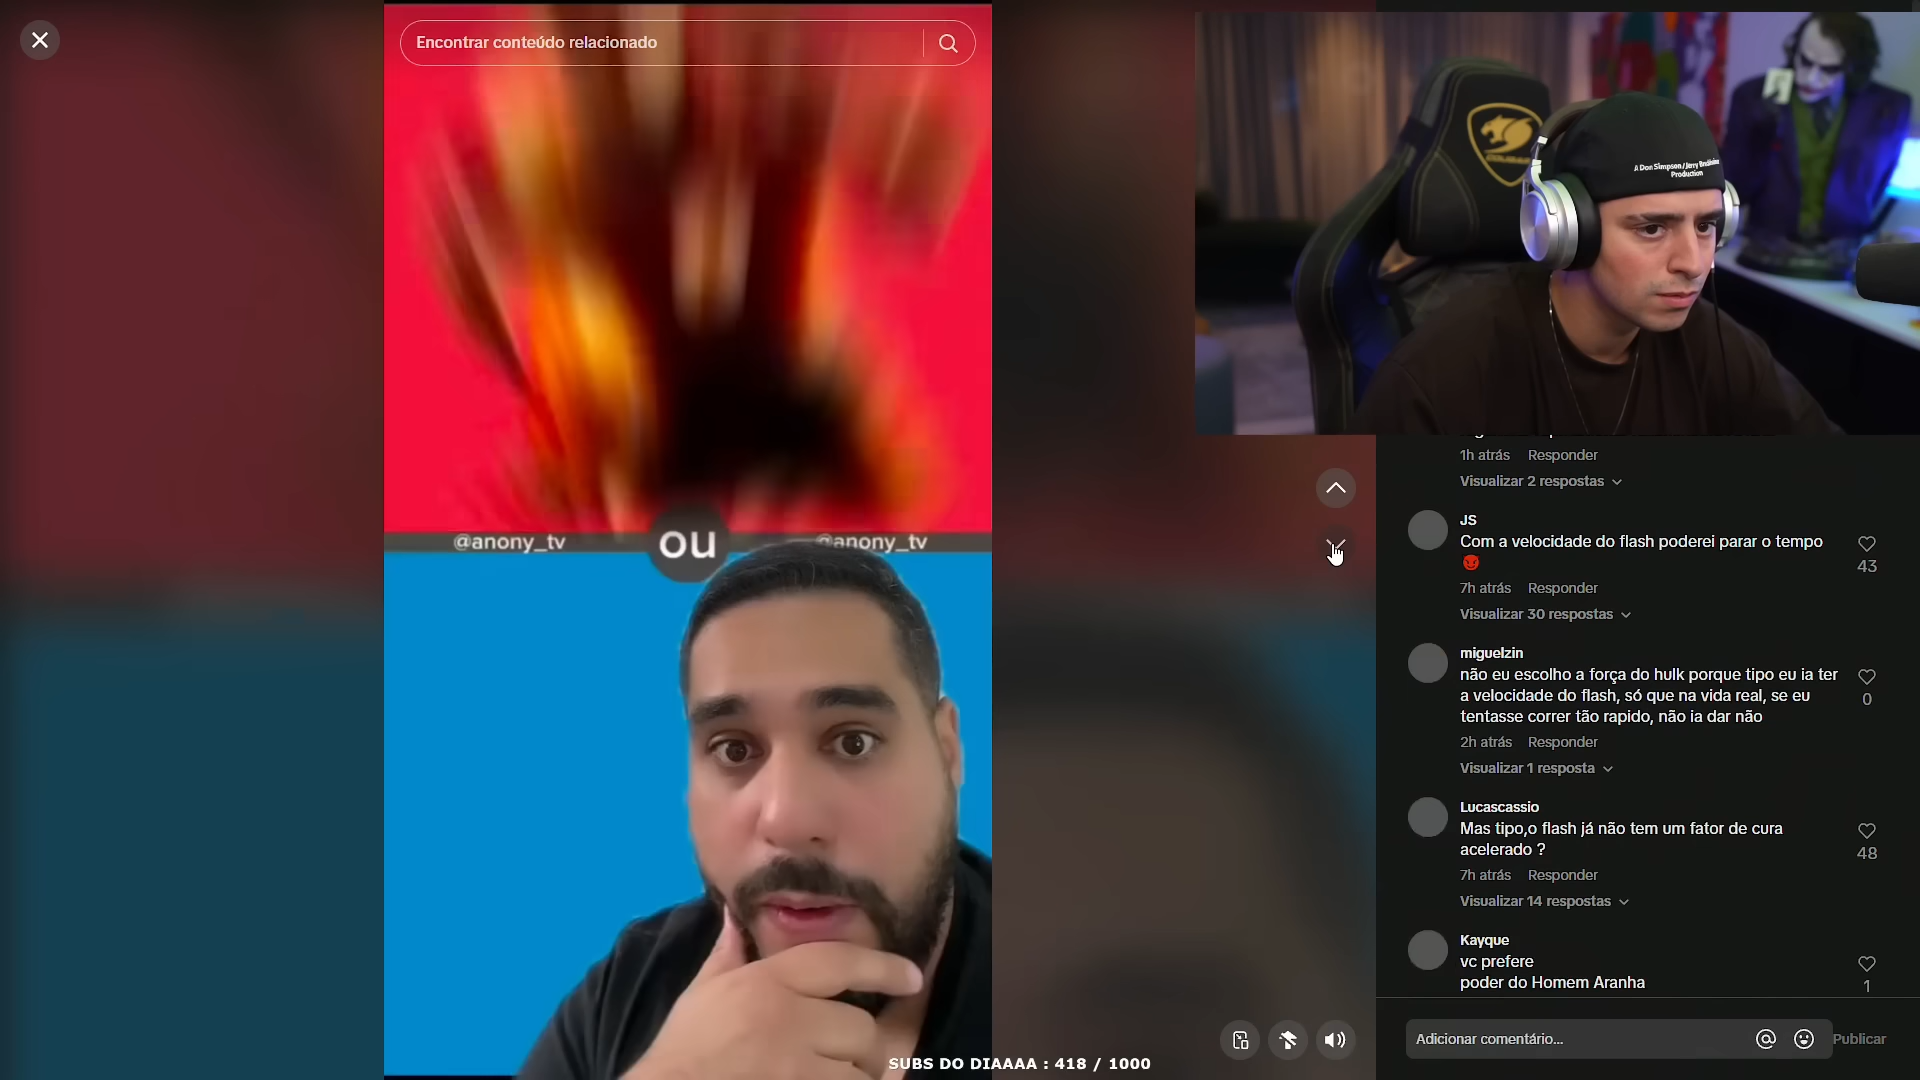 Encontrar conteúdo relacionado
A Don Simpson/Jerry Bruckheimer
Production
@anony_tv
ou
@anony_tv
1h atrás Responder
Visualizar 2 respostas
JS
Com a velocidade do flash poderei parar o tempo
43
7h atrás Responder
Visualizar 30 respostas
miguelzin
não eu escolho a força do hulk porque tipo eu ia ter
a velocidade do flash, só que na vida real, se eu
tentasse correr tão rapido, não ia dar não
0
2h atrás Responder
Visualizar 1 resposta
Lucascassio
Mas tipo,o flash já não tem um fator de cura
acelerado ?
48
7h atrás Responder
Visualizar 14 respostas
Kayque
vc prefere
poder do Homem Aranha
1
Adicionar comentário...
Publicar
SUBS DO DIAAAA : 418 / 1000